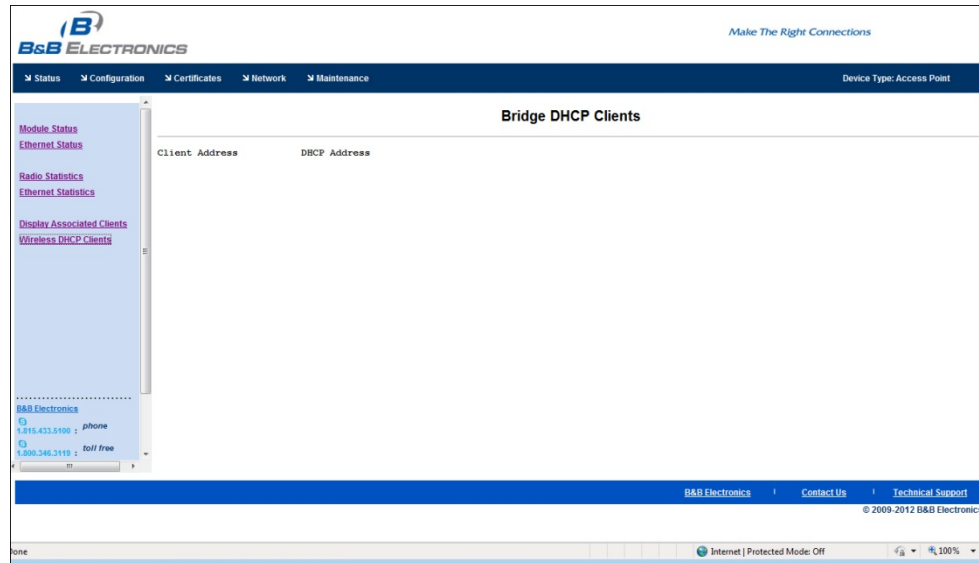 B
B&B ELECTRONICS
Make The Right Connections
Status Configuration Certificates Network Maintenance Device Type: Access Point
Bridge DHCP Clients
Module Status
Ethernet Status
Client Address DHCP Address
Radio Statistics
Ethernet Statistics
Display Associated Clients
Wireless DHCP Clients
B&B Electronics
1.815.433.5100 : phone
1.800.346.3119 : toll free
B&B Electronics | Contact Us | Technical Support
© 2009-2012 B&B Electronic
Done
Internet | Protected Mode: Off
100%